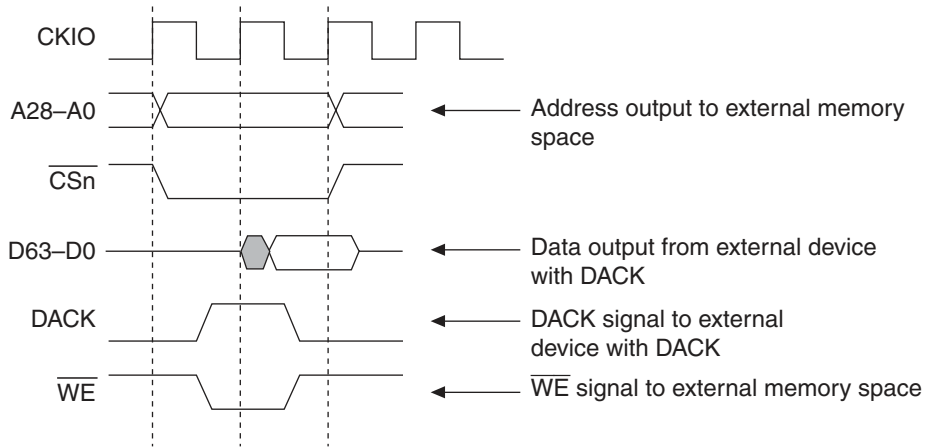 CKIO
A28–A0
Address output to external memory
space
CSn
D63–D0
Data output from external device
with DACK
DACK
DACK signal to external
device with DACK
WE
WE signal to external memory space